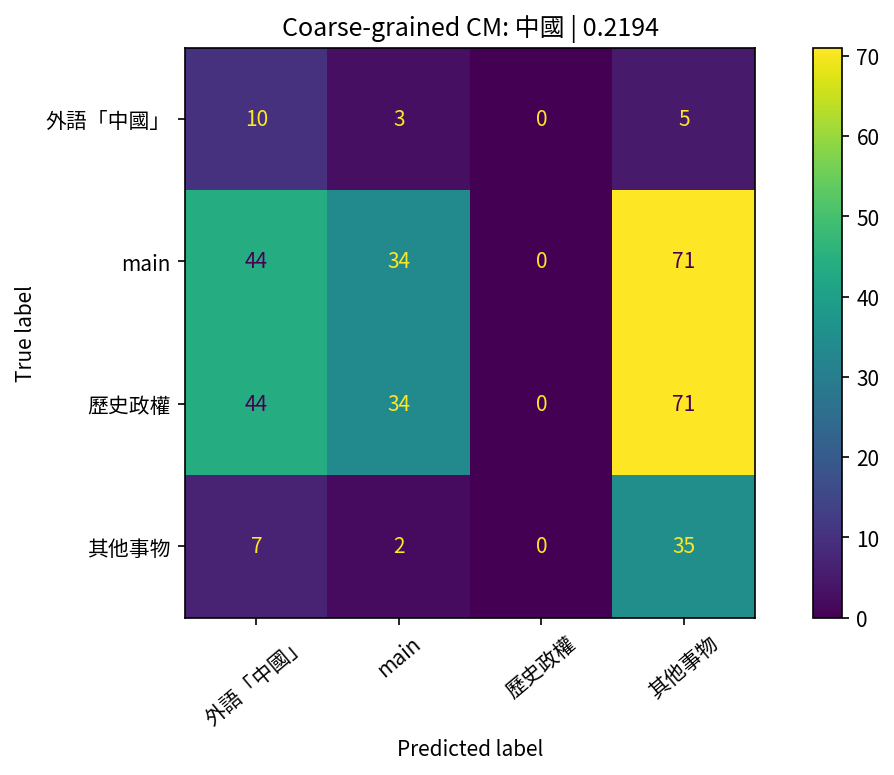 Coarse-grained CM: 中國 | 0.2194
外語「中國」 10 3 0 5
main 44 34 0 71
歷史政權 44 34 0 71
其他事物 7 2 0 35
外語「中國」 main 歷史政權 其他事物
Predicted label
True label
70
60
50
40
30
20
10
0